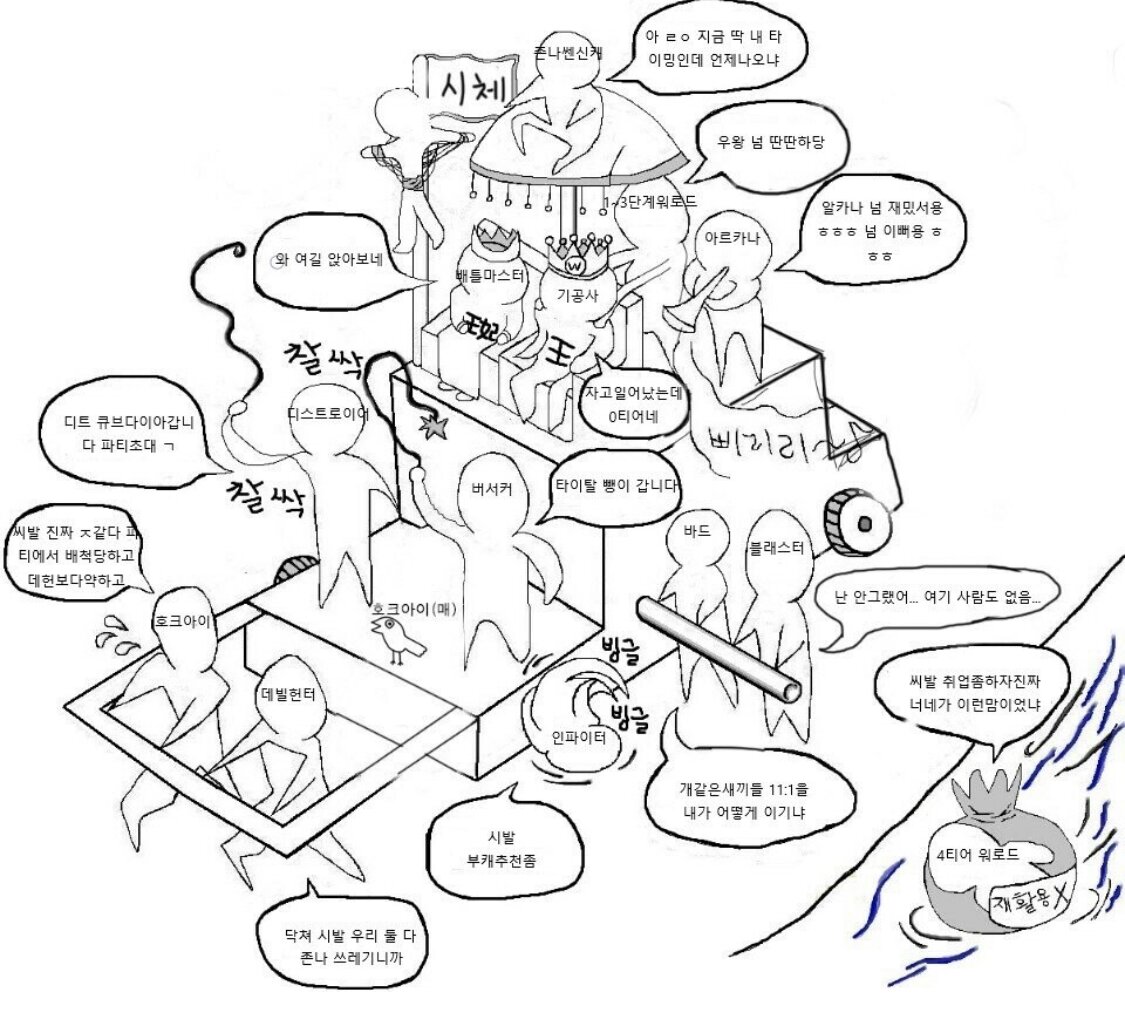 존나쎈신캐
아 ㄹㅇ 지금 딱 내 타
이밍인데 언제나오냐
시체
우왕 넘 딴딴하당
1~3단계워로드
알카나 넘 재밌서용
ㅎㅎㅎ 넘 이뻐용 ㅎ
ㅎㅎ
아르카나
와 여길 앉아보네
배틀마스터
W
기공사
王妃
王
찰싹
자고일어났는데
0티어네
디트 큐브다이아갑니
다 파티초대 ㄱ
디스트로이어
삐끼리
찰싹
버서커
타이탈 뺑이 갑니다
씨발 진짜 ㅈ같다 파
티에서 배척당하고
데헌보다약하고
바드
블래스터
호크아이
호크아이(매)
난 안그랬어... 여기 사람도 없음...
데빌헌터
빙글
빙글
인파이터
씨발 취업좀하자진짜
너네가 이런맘이었냐
개같은새끼들 11:1을
내가 어떻게 이기냐
시발
부캐추천좀
4티어 워로드
재활용X
닥쳐 시발 우리 둘 다
존나 쓰레기니까